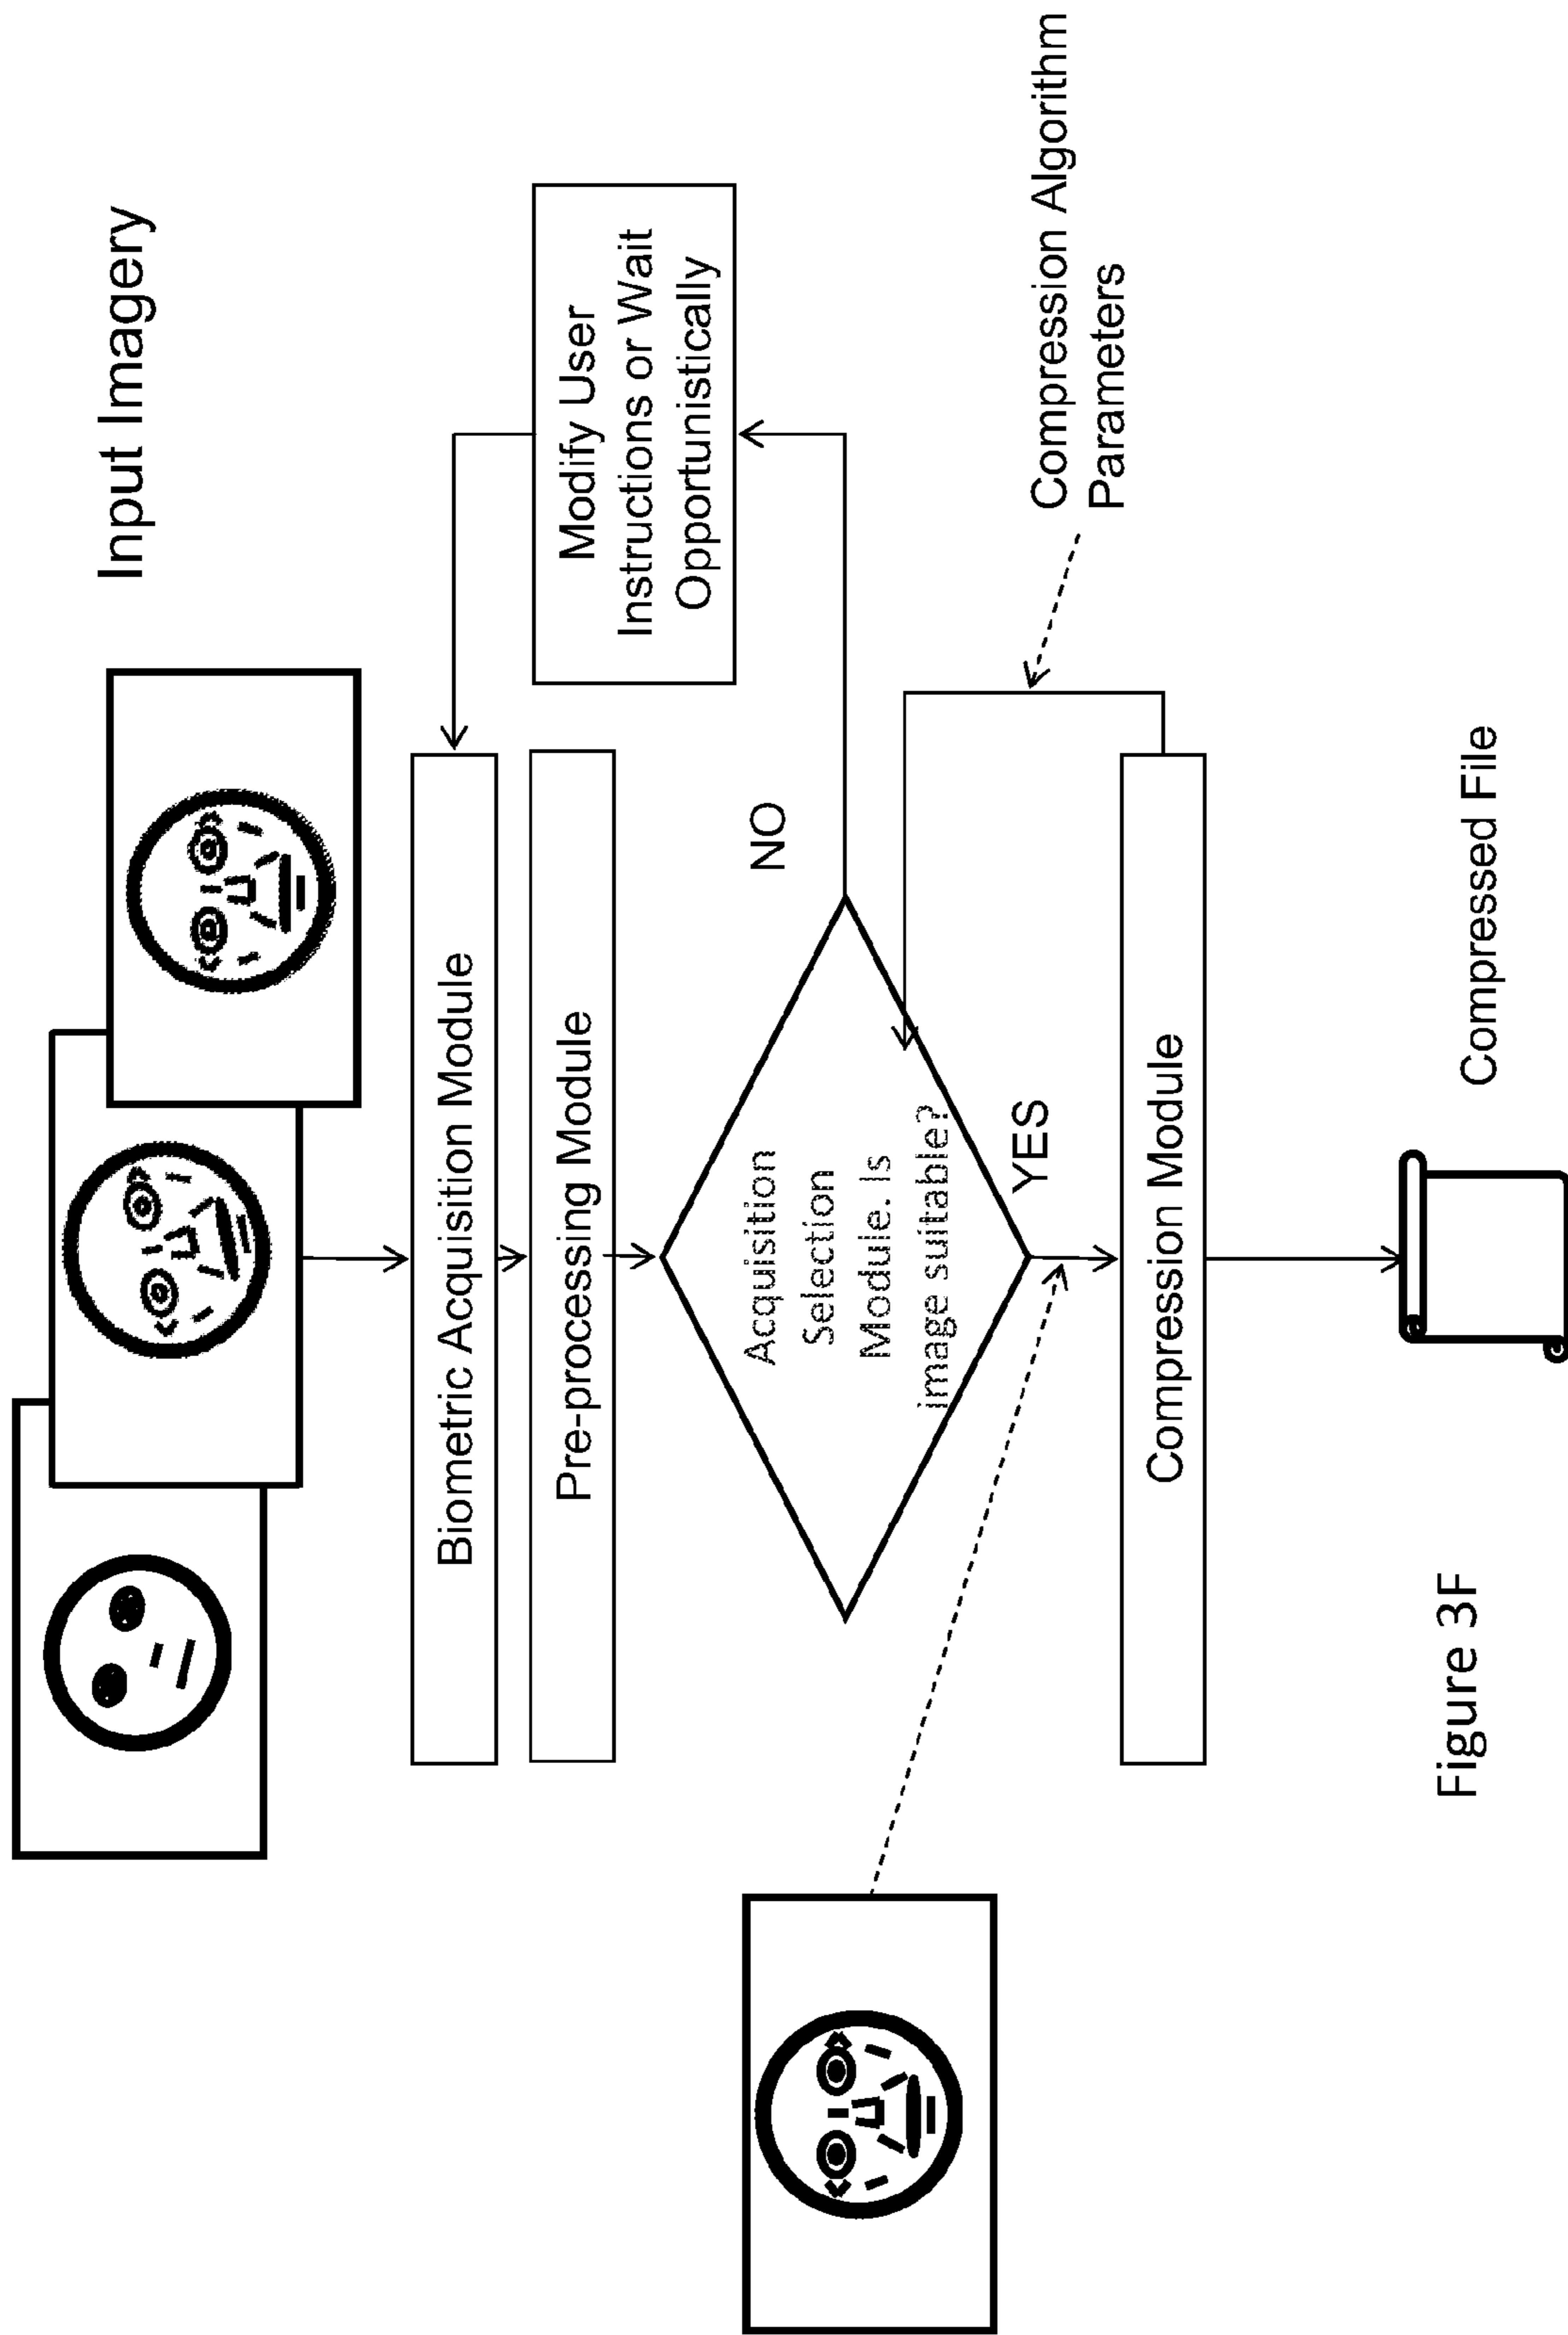 Input Imagery
Biometric Acquisition Module
Modify User
Instructions or Wait
Opportunistically
Pre-processing Module
NO
Acquisition
Selection
Module. Is
image suitable?
YES
Compression Algorithm
Parameters
Compression Module
Compressed File
Figure 3F